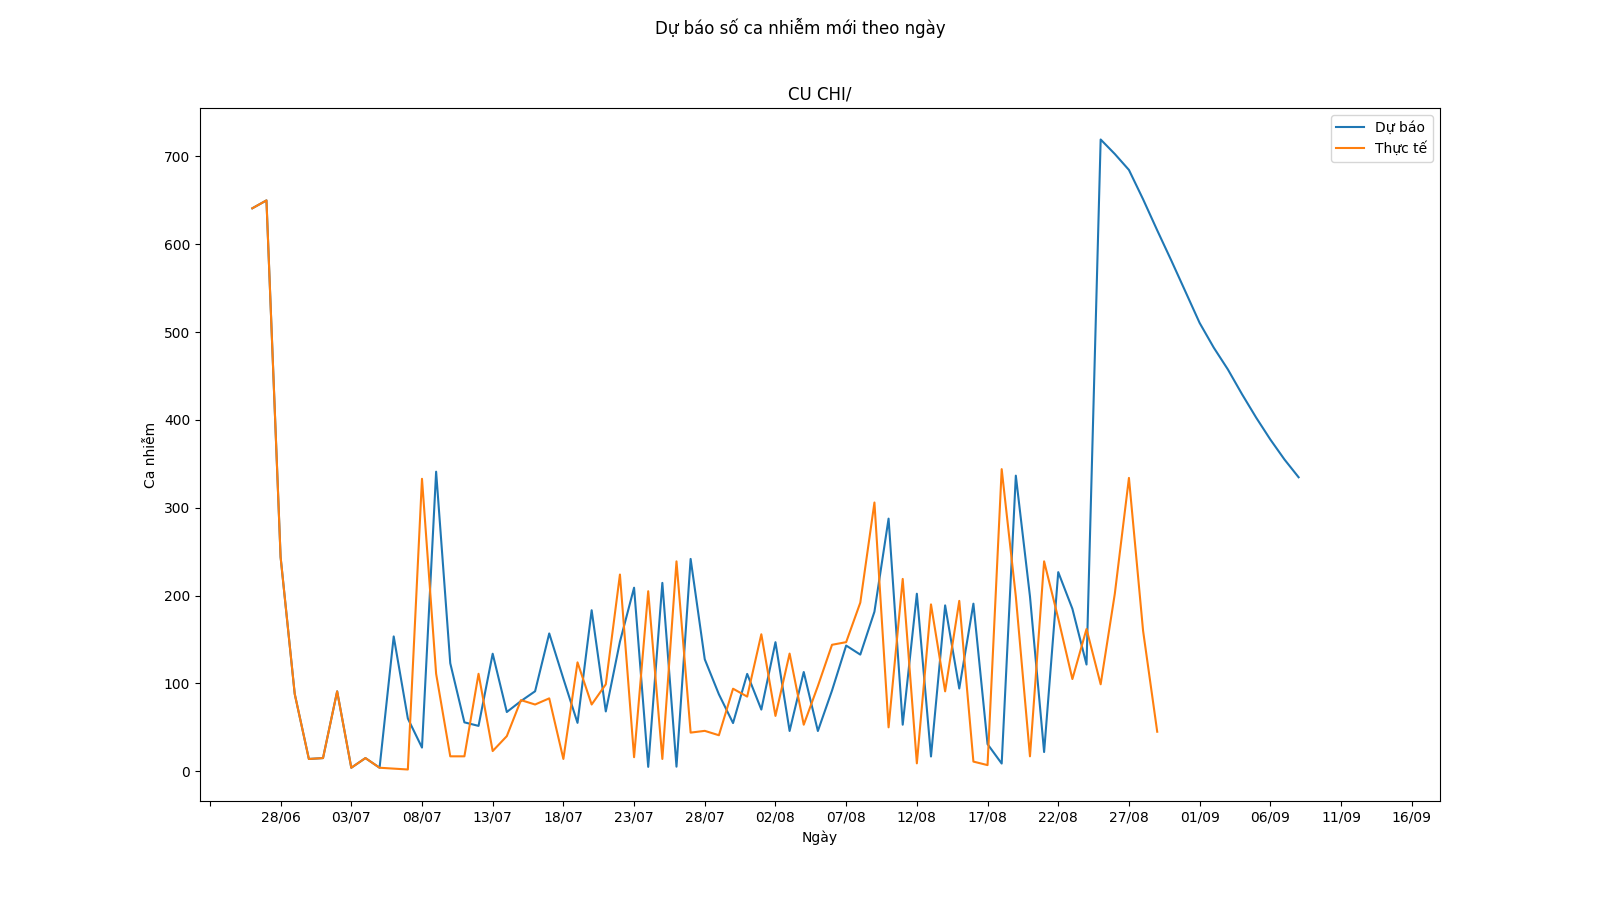 Dự báo số ca nhiễm mới theo ngày
CU CHI/
Dự báo
Thực tế
700
600
500
400
300
200
100
0
Ca nhiễm
28/06 03/07 08/07 13/07 18/07 23/07 28/07 02/08 07/08 12/08 17/08 22/08 27/08 01/09 06/09 11/09 16/09
Ngày